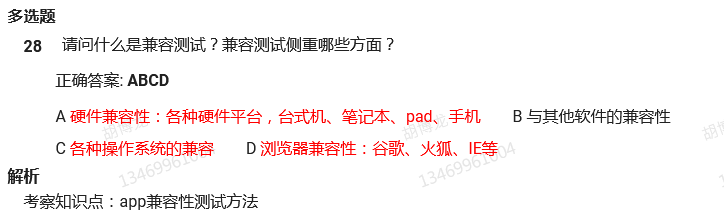 多选题
28 请问什么是兼容测试？兼容测试侧重哪些方面？
正确答案: ABCD
A 硬件兼容性：各种硬件平台，台式机、笔记本、pad、手机 B 与其他软件的兼容性
C 各种操作系统的兼容 D 浏览器兼容性：谷歌、火狐、IE等
解析
考察知识点：app兼容性测试方法